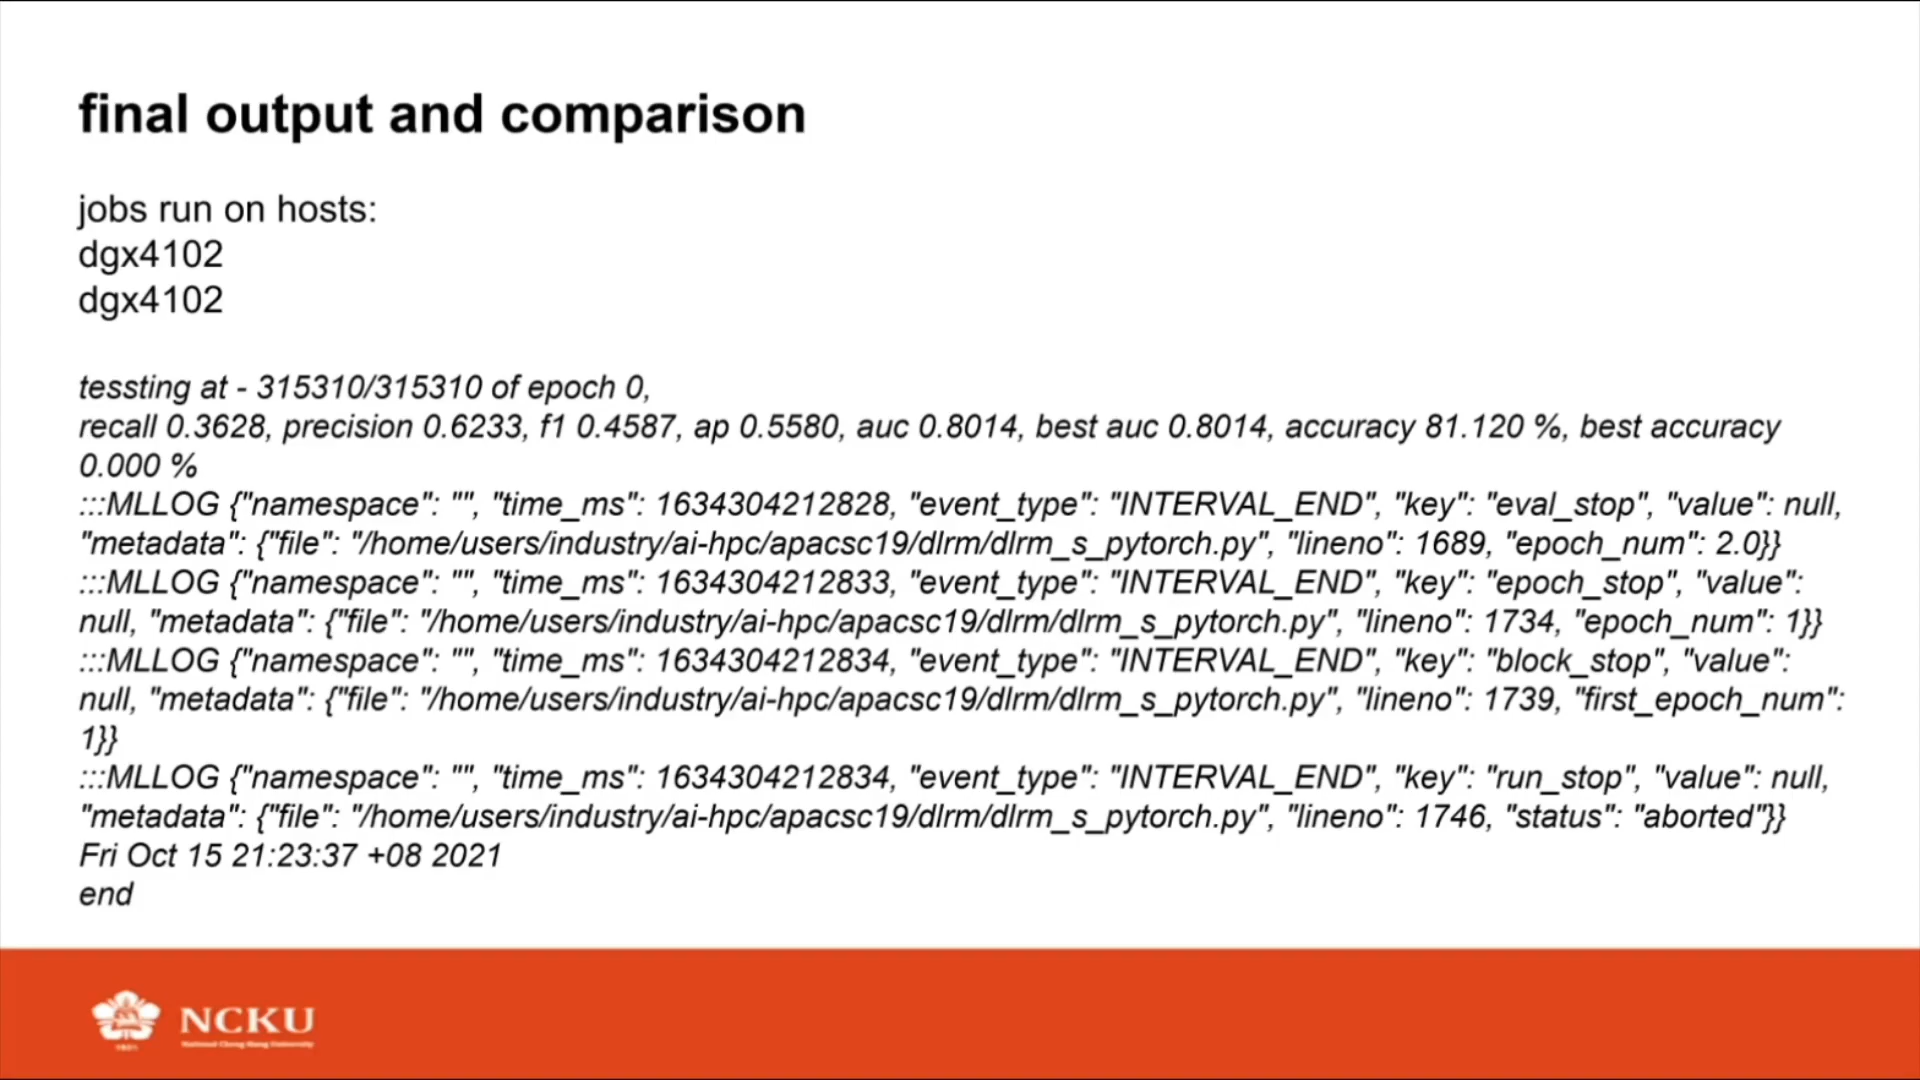 final output and comparison
jobs run on hosts:
dgx4102
dgx4102
tessting at - 315310/315310 of epoch 0,
recall 0.3628, precision 0.6233, f1 0.4587, ap 0.5580, auc 0.8014, best auc 0.8014, accuracy 81.120 %, best accuracy
0.000 %
:::MLLOG {"namespace": "", "time_ms": 1634304212828, "event_type": "INTERVAL_END", "key": "eval_stop", "value": null,
"metadata": {"file": "/home/users/industry/ai-hpc/apacsc19/dlrm/dlrm_s_pytorch.py", "lineno": 1689, "epoch_num": 2.0}}
:::MLLOG {"namespace": "", "time_ms": 1634304212833, "event_type": "INTERVAL_END", "key": "epoch_stop", "value":
null, "metadata": {"file": "/home/users/industry/ai-hpc/apacsc19/dlrm/dlrm_s_pytorch.py", "lineno": 1734, "epoch_num": 1}}
:::MLLOG {"namespace": "", "time_ms": 1634304212834, "event_type": "INTERVAL_END", "key": "block_stop", "value":
null, "metadata": {"file": "/home/users/industry/ai-hpc/apacsc19/dlrm/dlrm_s_pytorch.py", "lineno": 1739, "first_epoch_num":
1}}
:::MLLOG {"namespace": "", "time_ms": 1634304212834, "event_type": "INTERVAL_END", "key": "run_stop", "value": null,
"metadata": {"file": "/home/users/industry/ai-hpc/apacsc19/dlrm/dlrm_s_pytorch.py", "lineno": 1746, "status": "aborted"}}
Fri Oct 15 21:23:37 +08 2021
end
NCKU
National Cheng Kung University